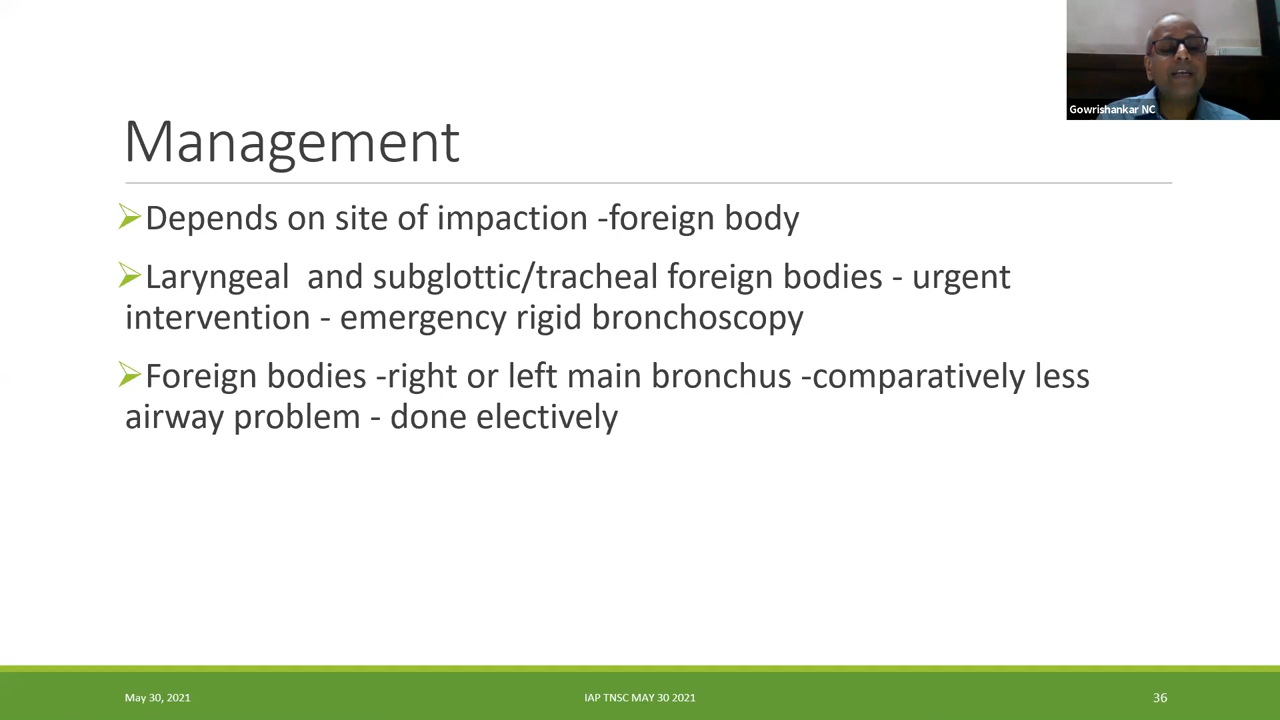 Gowrishankar NC
Management
Depends on site of impaction -foreign body
Laryngeal and subglottic/tracheal foreign bodies - urgent
intervention - emergency rigid bronchoscopy
Foreign bodies -right or left main bronchus -comparatively less
airway problem - done electively
May 30, 2021
IAP TNSC MAY 30 2021
36